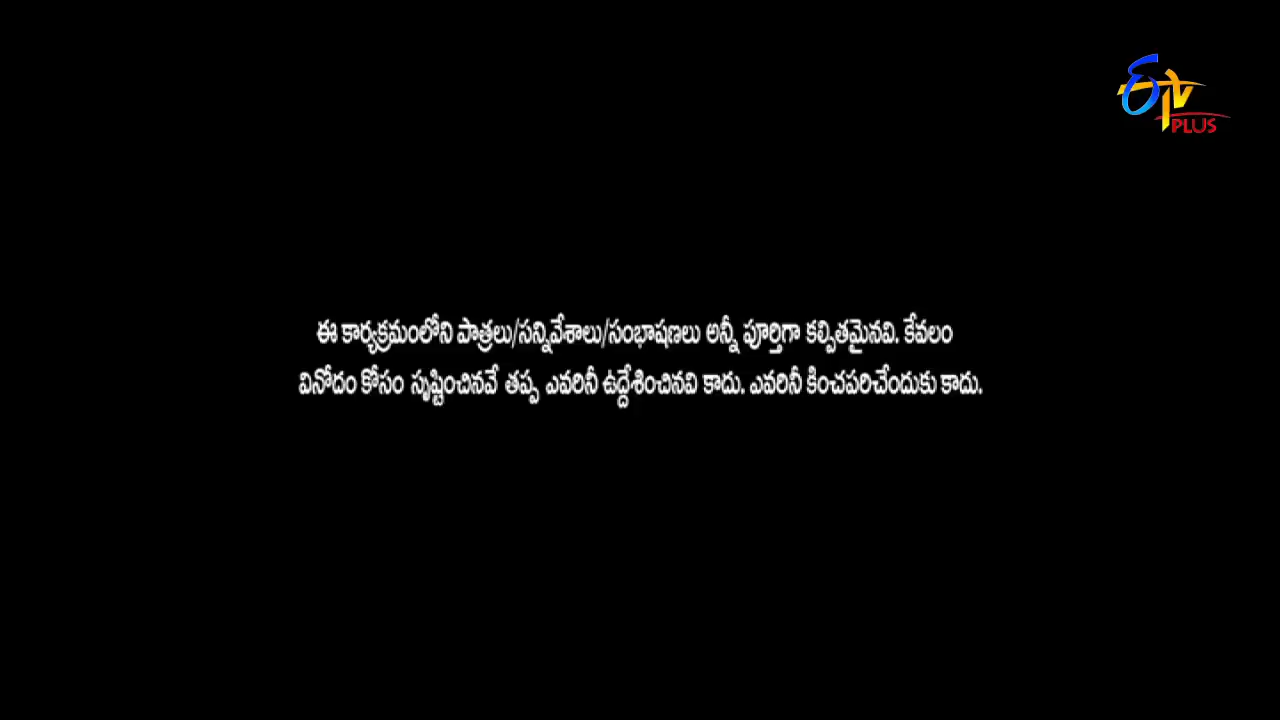 ETV
PLUS
ఈ కార్యక్రమంలోని పాత్రలు/సన్నివేశాలు/సంభాషణలు అన్నీ పూర్తిగా కల్పితమైనవి. కేవలం
వినోదం కోసం సృష్టించినవే తప్ప ఎవరినీ ఉద్దేశించినవి కాదు. ఎవరినీ కించపరిచేందుకు కాదు.